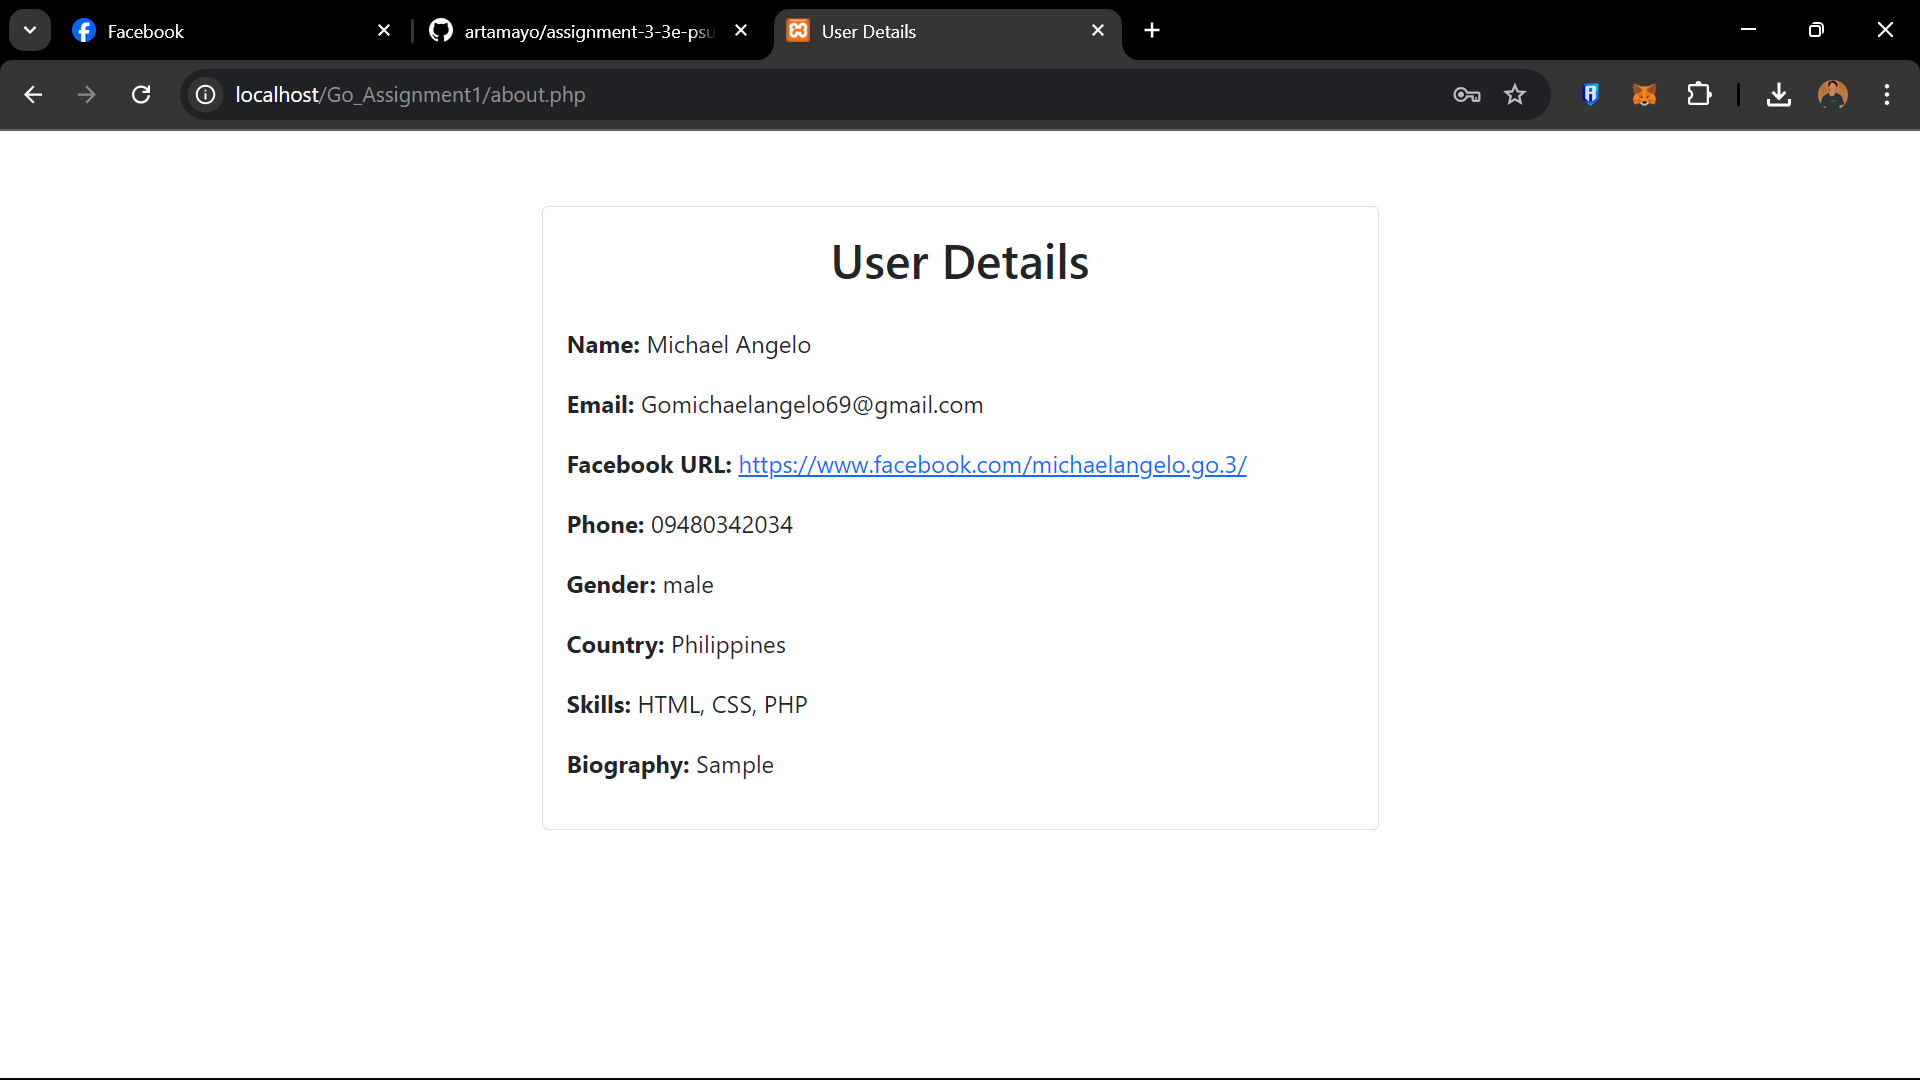 Facebook
artamayo/assignment-3-3e-psu
User Details
localhost/Go_Assignment1/about.php
User Details
Name: Michael Angelo
Email: Gomichaelangelo69@gmail.com
Facebook URL: https://www.facebook.com/michaelangelo.go.3/
Phone: 09480342034
Gender: male
Country: Philippines
Skills: HTML, CSS, PHP
Biography: Sample